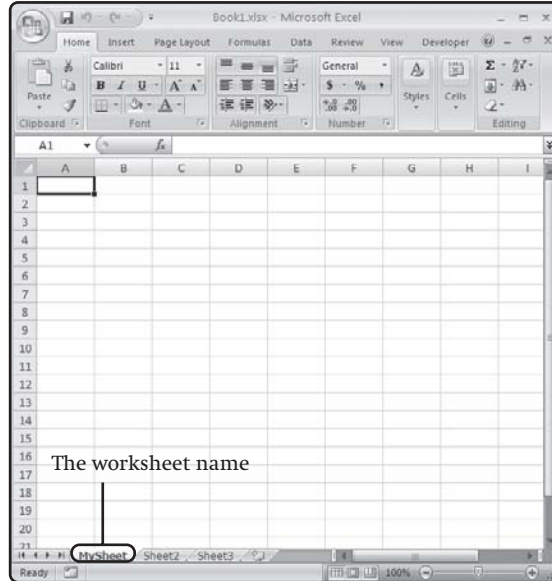 Book1.xlsx - Microsoft Excel
Home Insert Page Layout Formulas Data Review View Developer
Paste
Calibri 11
General
B I U A A
$ % ,
Styles Cells
Σ
Clipboard Font Alignment Number Editing
A1 fx
A B C D E F G H I
1
2
3
4
5
6
7
8
9
10
11
12
13
14
15
16
The worksheet name
17
18
19
20
21
MySheet Sheet2 Sheet3
Ready 100%